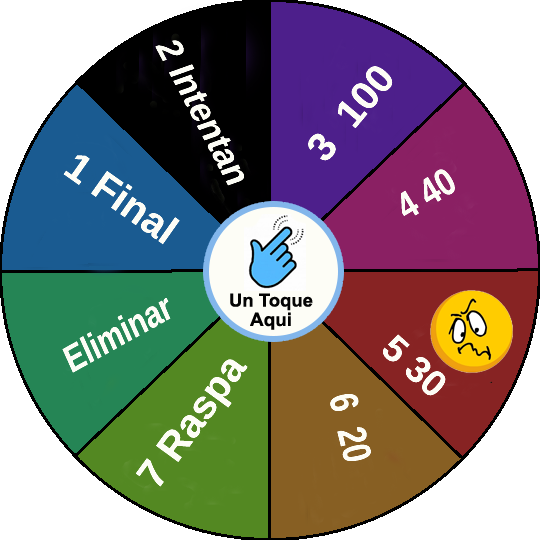 2 Intentan
3 100
1 Final
4 40
Un Toque
Aqui
Eliminar
5 30
7 Raspa
6 20